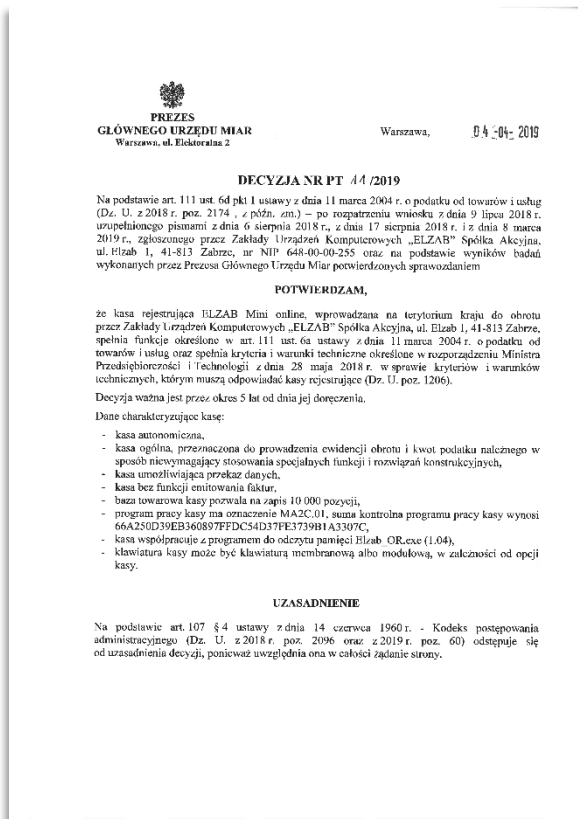 PREZES
GŁÓWNEGO URZĘDU MIAR
Warszawa, ul. Elektoralna 2
Warszawa, 04 -04- 2019
DECYZJA NR PT 11 /2019
Na podstawie art. 111 ust. 6d pkt 1 ustawy z dnia 11 marca 2004 r. o podatku od towarów i usług
(Dz. U. z 2018 r. poz. 2174 , z późn. zm.) – po rozpatrzeniu wniosku z dnia 9 lipca 2018 r.
uzupełnionego pismami z dnia 6 sierpnia 2018 r., z dnia 17 sierpnia 2018 r. i z dnia 8 marca
2019 r., zgłoszonego przez Zakłady Urządzeń Komputerowych „ELZAB” Spółka Akcyjna,
ul. Elzab 1, 41-813 Zabrze, nr NIP 648-00-00-255 oraz na podstawie wyników badań
wykonanych przez Prezesa Głównego Urzędu Miar potwierdzonych sprawozdaniem
POTWIERDZAM,
że kasa rejestrująca ELZAB Mini online, wprowadzana na terytorium kraju do obrotu
przez Zakłady Urządzeń Komputerowych „ELZAB” Spółka Akcyjna, ul. Elzab 1, 41-813 Zabrze,
spełnia funkcje określone w art. 111 ust. 6a ustawy z dnia 11 marca 2004 r. o podatku od
towarów i usług oraz spełnia kryteria i warunki techniczne określone w rozporządzeniu Ministra
Przedsiębiorczości i Technologii z dnia 28 maja 2018 r. w sprawie kryteriów i warunków
technicznych, którym muszą odpowiadać kasy rejestrujące (Dz. U. poz. 1206).
Decyzja ważna jest przez okres 5 lat od dnia jej doręczenia.
Dane charakteryzujące kasę:
- kasa autonomiczna,
- kasa ogólna, przeznaczona do prowadzenia ewidencji obrotu i kwot podatku należnego w
sposób niewymagający stosowania specjalnych funkcji i rozwiązań konstrukcyjnych,
- kasa umożliwiająca przekaz danych,
- kasa bez funkcji emitowania faktur,
- baza towarowa kasy pozwala na zapis 10 000 pozycji,
- program pracy kasy ma oznaczenie MA2C.01, suma kontrolna programu pracy kasy wynosi
66A250D39EB360897FFDC54D37FE3739B1A3307C,
- kasa współpracuje z programem do odczytu pamięci Elzab_OR.exe (1.04),
- klawiatura kasy może być klawiaturą membranową albo modułową, w zależności od opcji
kasy.
UZASADNIENIE
Na podstawie art. 107 § 4 ustawy z dnia 14 czerwca 1960 r. - Kodeks postępowania
administracyjnego (Dz. U. z 2018 r. poz. 2096 oraz z 2019 r. poz. 60) odstępuje się
od uzasadnienia decyzji, ponieważ uwzględnia ona w całości żądanie strony.